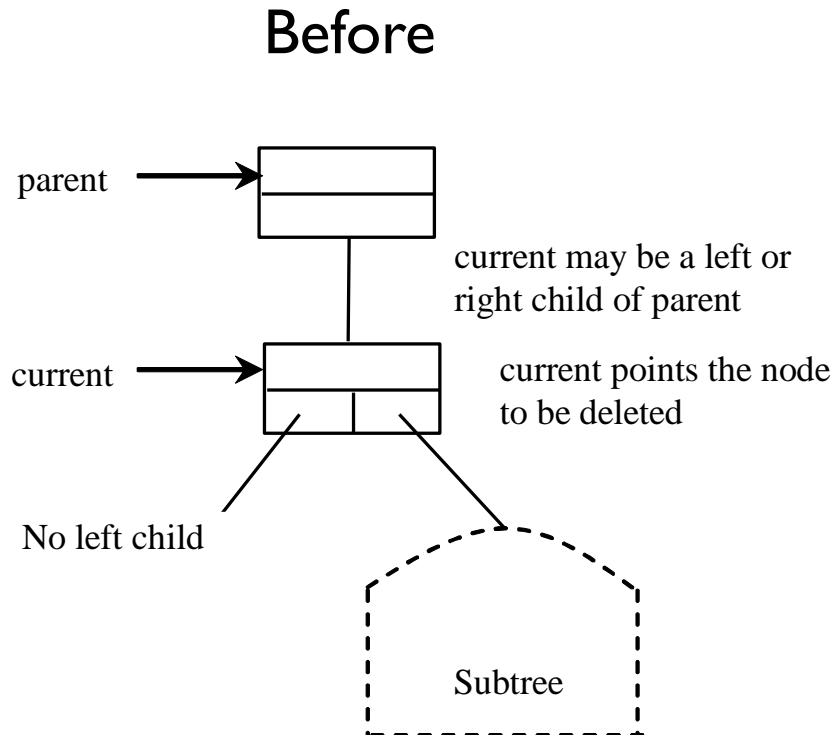 Before
parent
current may be a left or
right child of parent
current
current points the node
to be deleted
No left child
Subtree